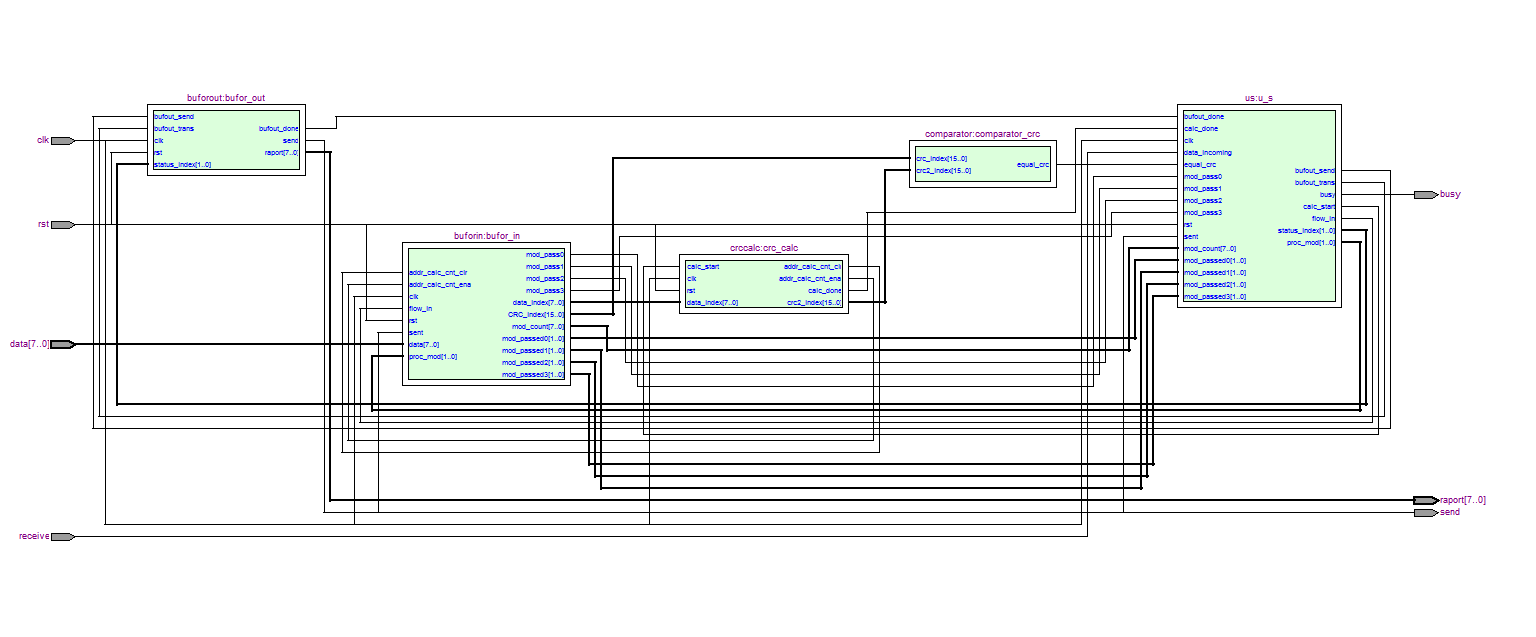 buforout:bufor_out
bufout_send
bufout_trans
clk
rst
status_index[1..0]
bufout_done
send
raport[7..0]
clk
rst
data[7..0]
receive
buforin:bufor_in
addr_calc_cnt_clr
addr_calc_cnt_ena
clk
flow_in
rst
sent
data[7..0]
proc_mod[1..0]
mod_pass0
mod_pass1
mod_pass2
mod_pass3
data_index[7..0]
CRC_index[15..0]
mod_count[7..0]
mod_passed0[1..0]
mod_passed1[1..0]
mod_passed2[1..0]
mod_passed3[1..0]
crccalc:crc_calc
calc_start
clk
rst
data_index[7..0]
addr_calc_cnt_clr
addr_calc_cnt_ena
calc_done
crc2_index[15..0]
comparator:comparator_crc
crc_index[15..0]
crc2_index[15..0]
equal_crc
us:u_s
bufout_done
calc_done
clk
data_incoming
equal_crc
mod_pass0
mod_pass1
mod_pass2
mod_pass3
rst
sent
mod_count[7..0]
mod_passed0[1..0]
mod_passed1[1..0]
mod_passed2[1..0]
mod_passed3[1..0]
bufout_send
bufout_trans
busy
calc_start
flow_in
status_index[1..0]
proc_mod[1..0]
busy
raport[7..0]
send